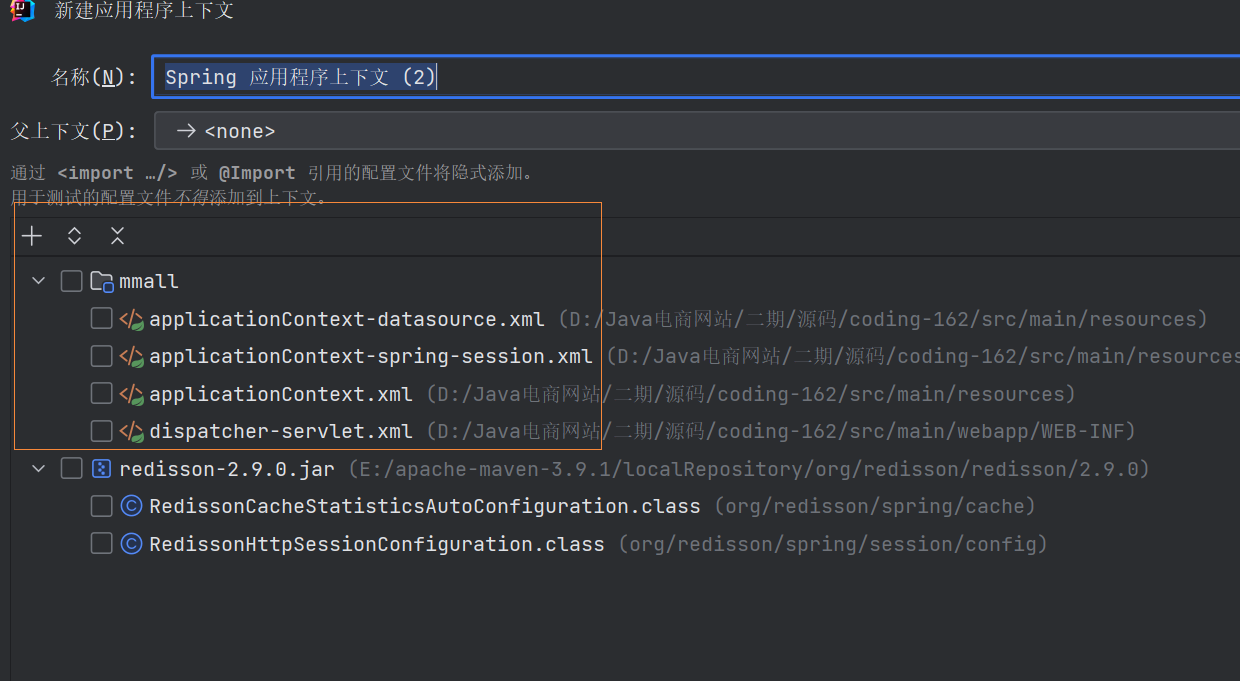 新建应用程序上下文
名称(N): Spring 应用程序上下文 (2)
父上下文(P): → <none>
通过 <import …/> 或 @Import 引用的配置文件将隐式添加。
用于测试的配置文件不得添加到上下文。
mmall
applicationContext-datasource.xml (D:/Java电商网站/二期/源码/coding-162/src/main/resources)
applicationContext-spring-session.xml (D:/Java电商网站/二期/源码/coding-162/src/main/resources
applicationContext.xml (D:/Java电商网站/二期/源码/coding-162/src/main/resources)
dispatcher-servlet.xml (D:/Java电商网站/二期/源码/coding-162/src/main/webapp/WEB-INF)
redisson-2.9.0.jar (E:/apache-maven-3.9.1/localRepository/org/redisson/redisson/2.9.0)
RedissonCacheStatisticsAutoConfiguration.class (org/redisson/spring/cache)
RedissonHttpSessionConfiguration.class (org/redisson/spring/session/config)